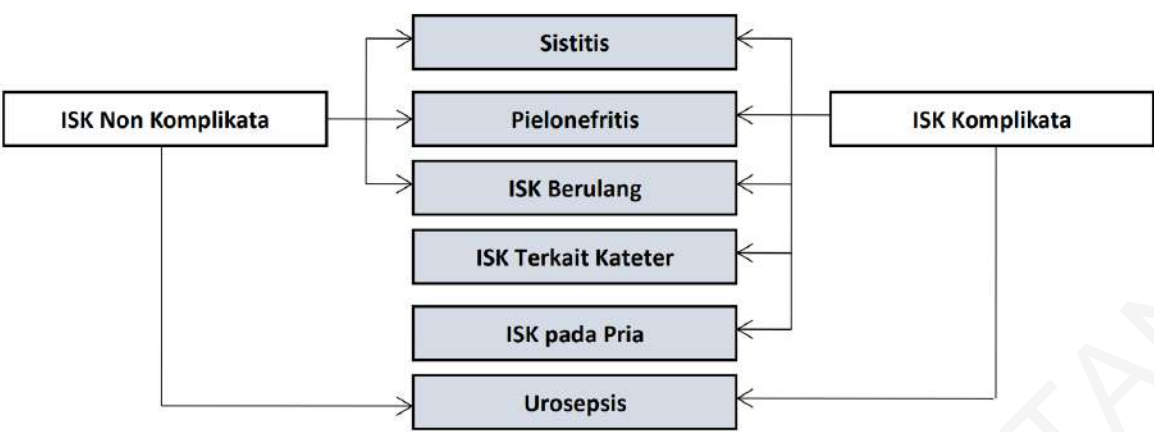 Sistitis
ISK Non Komplikata
Pielonefritis
ISK Komplikata
ISK Berulang
ISK Terkait Kateter
ISK pada Pria
Urosepsis